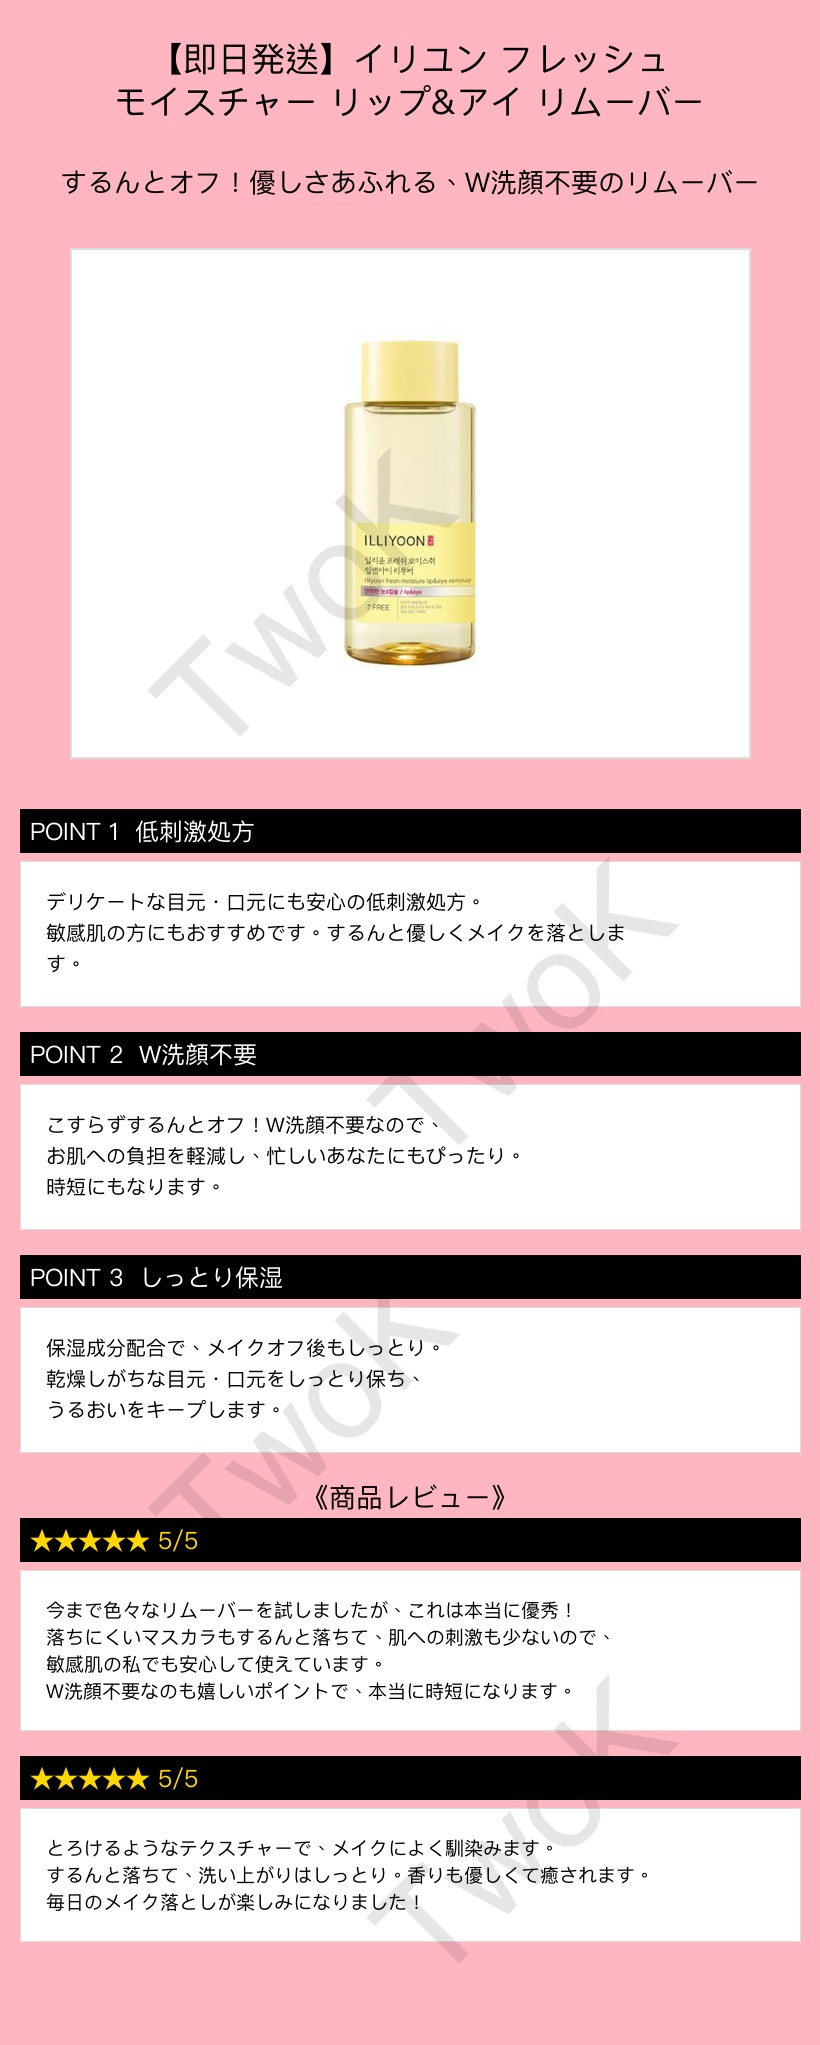 【即日発送】イリユン フレッシュ
モイスチャー リップ&アイ リムーバー
するんとオフ！優しさあふれる、W洗顔不要のリムーバー
ILLIYOON
일리윤 프레쉬 모이스춰
립앤아이 리무버
illiyoon fresh moisture lip&eye remover
연약한 눈&입술 / lip&eye
7 FREE
TwoK
POINT 1 低刺激処方
デリケートな目元・口元にも安心の低刺激処方。
敏感肌の方にもおすすめです。するんと優しくメイクを落としま
す。
TwoK
POINT 2 W洗顔不要
こすらずするんとオフ！W洗顔不要なので、
お肌への負担を軽減し、忙しいあなたにもぴったり。
時短にもなります。
POINT 3 しっとり保湿
保湿成分配合で、メイクオフ後もしっとり。
乾燥しがちな目元・口元をしっとり保ち、
うるおいをキープします。
TwoK
《商品レビュー》
★★★★★ 5/5
今まで色々なリムーバーを試しましたが、これは本当に優秀！
落ちにくいマスカラもするんと落ちて、肌への刺激も少ないので、
敏感肌の私でも安心して使えています。
W洗顔不要なのも嬉しいポイントで、本当に時短になります。
★★★★★ 5/5
とろけるようなテクスチャーで、メイクによく馴染みます。
するんと落ちて、洗い上がりはしっとり。香りも優しくて癒されます。
毎日のメイク落としが楽しみになりました！
TwoK